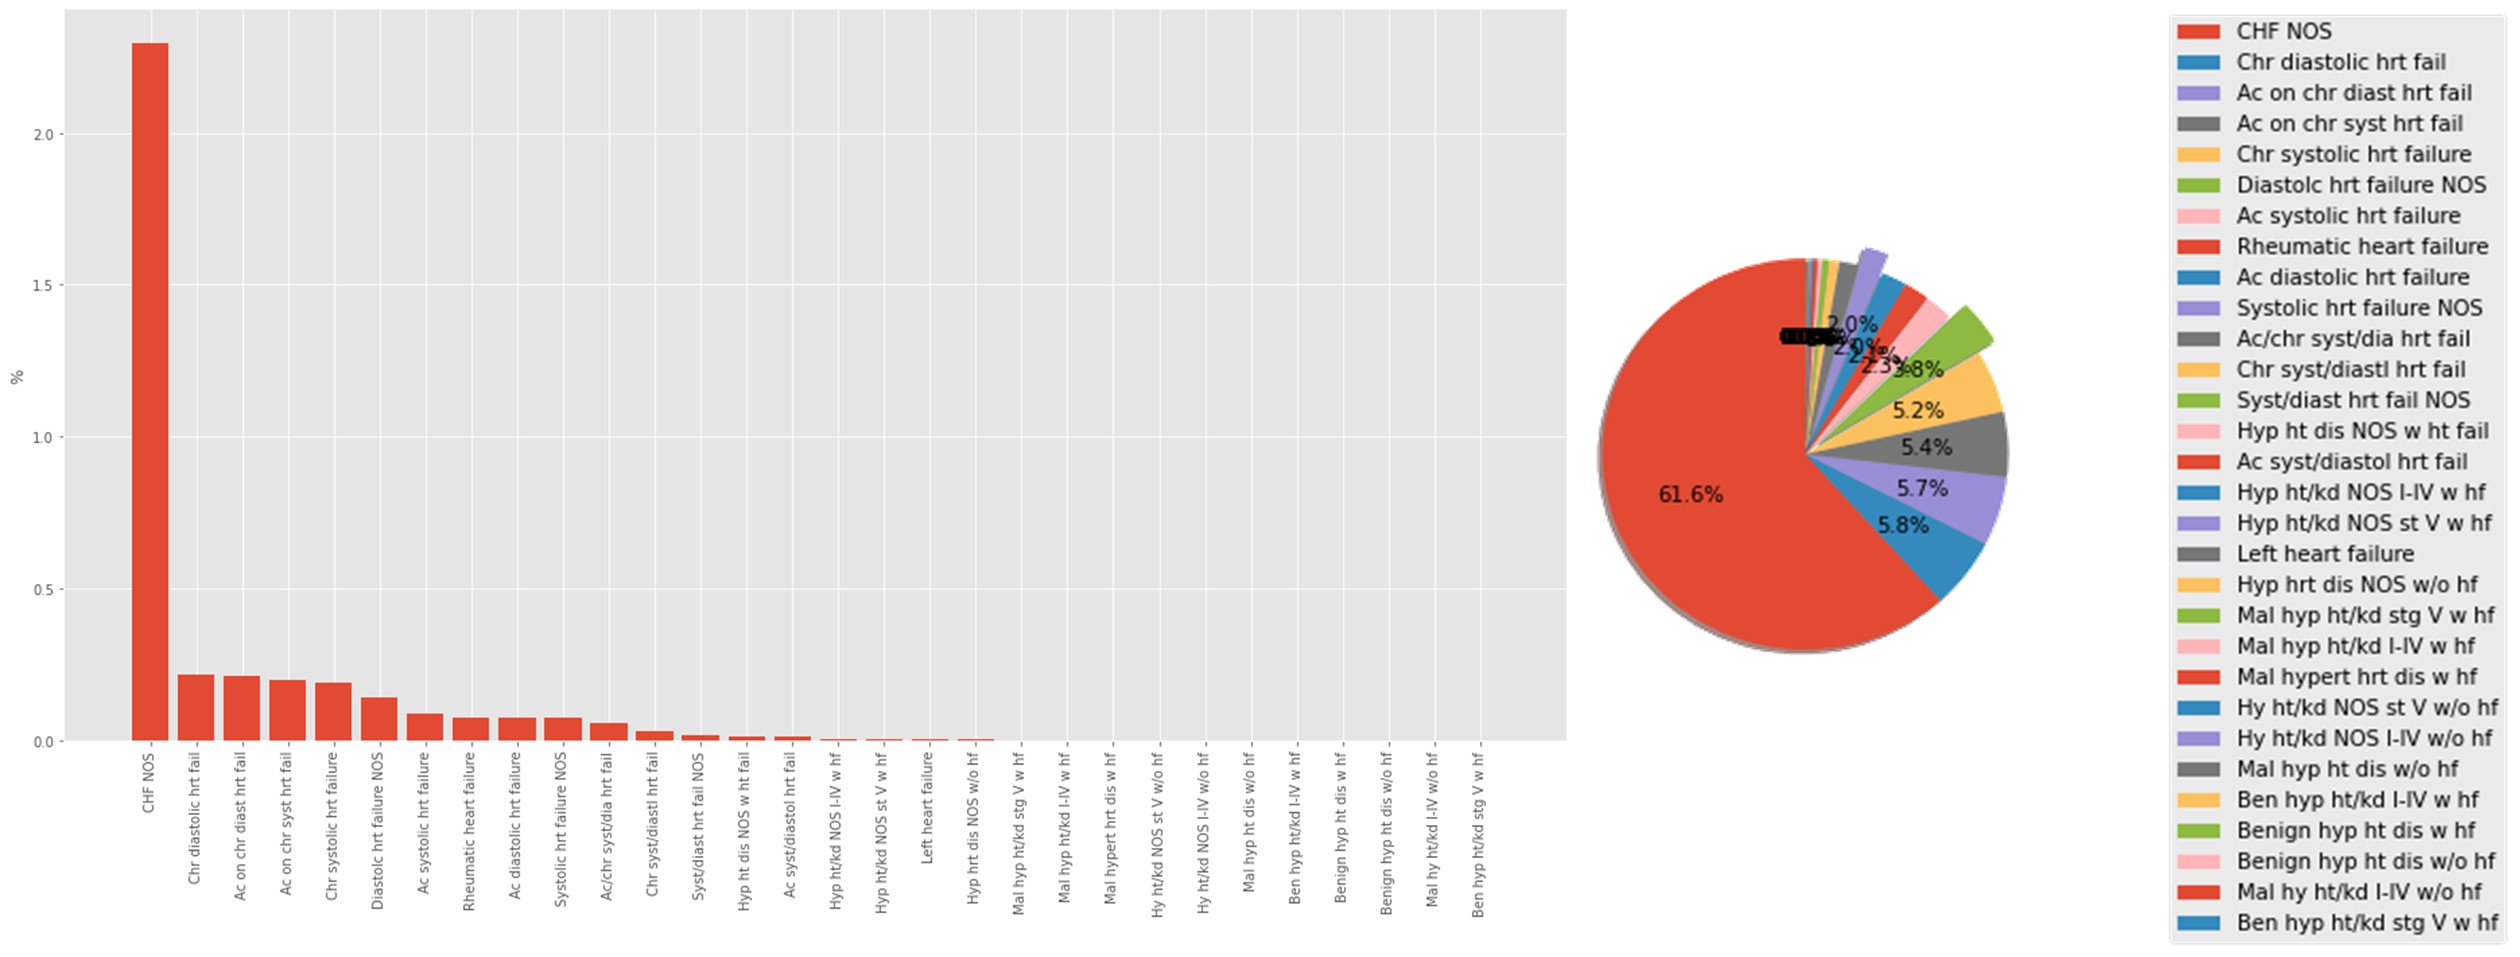 2.0
1.5
1.0
0.5
0.0
%
CHF NOS
Chr diastolic hrt fail
Ac on chr diast hrt fail
Ac on chr syst hrt fail
Chr systolic hrt failure
Diastolc hrt failure NOS
Ac systolic hrt failure
Rheumatic heart failure
Ac diastolic hrt failure
Systolic hrt failure NOS
Ac/chr syst/dia hrt fail
Chr syst/diastl hrt fail
Syst/diast hrt fail NOS
Hyp ht dis NOS w ht fail
Ac syst/diastol hrt fail
Hyp ht/kd NOS I-IV w hf
Hyp ht/kd NOS st V w hf
Left heart failure
Hyp hrt dis NOS w/o hf
Mal hyp ht/kd stg V w hf
Mal hyp ht/kd I-IV w hf
Mal hypert hrt dis w hf
Hy ht/kd NOS st V w/o hf
Hy ht/kd NOS I-IV w/o hf
Mal hyp ht dis w/o hf
Ben hyp ht/kd I-IV w hf
Benign hyp ht dis w hf
Benign hyp ht dis w/o hf
Mal hy ht/kd I-IV w/o hf
Ben hyp ht/kd stg V w hf
2.0%
2.0%
2.3%
3.8%
5.2%
5.4%
5.7%
5.8%
61.6%
CHF NOS
Chr diastolic hrt fail
Ac on chr diast hrt fail
Ac on chr syst hrt fail
Chr systolic hrt failure
Diastolc hrt failure NOS
Ac systolic hrt failure
Rheumatic heart failure
Ac diastolic hrt failure
Systolic hrt failure NOS
Ac/chr syst/dia hrt fail
Chr syst/diastl hrt fail
Syst/diast hrt fail NOS
Hyp ht dis NOS w ht fail
Ac syst/diastol hrt fail
Hyp ht/kd NOS I-IV w hf
Hyp ht/kd NOS st V w hf
Left heart failure
Hyp hrt dis NOS w/o hf
Mal hyp ht/kd stg V w hf
Mal hyp ht/kd I-IV w hf
Mal hypert hrt dis w hf
Hy ht/kd NOS st V w/o hf
Hy ht/kd NOS I-IV w/o hf
Mal hyp ht dis w/o hf
Ben hyp ht/kd I-IV w hf
Benign hyp ht dis w hf
Benign hyp ht dis w/o hf
Mal hy ht/kd I-IV w/o hf
Ben hyp ht/kd stg V w hf